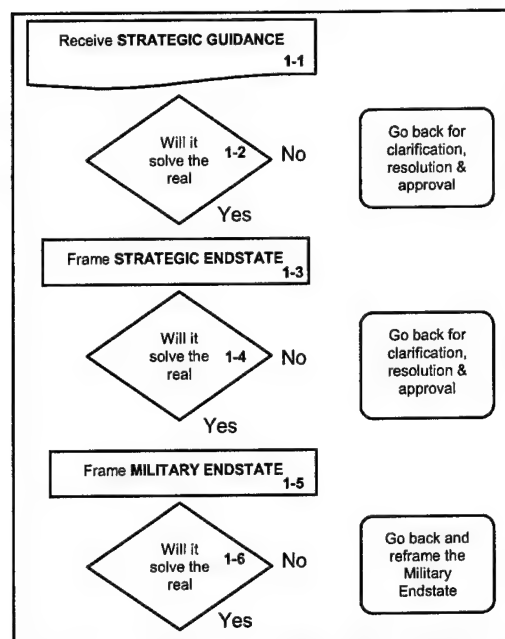 Receive STRATEGIC GUIDANCE
1-1
Will it
solve the
real
1-2
No
Go back for
clarification,
resolution &
approval
Yes
Frame STRATEGIC ENDSTATE
1-3
Will it
solve the
real
1-4
No
Go back for
clarification,
resolution &
approval
Yes
Frame MILITARY ENDSTATE
1-5
Will it
solve the
real
1-6
No
Go back and
reframe the
Military
Endstate
Yes